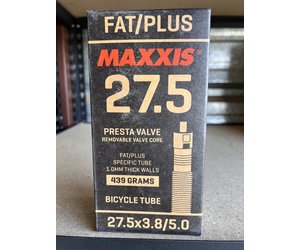 FAT/PLUS
MAXXIS®
27.5
PRESTA VALVE
REMOVABLE VALVE CORE
FAT/PLUS
SPECIFIC TUBE
1.0MM THICK WALLS
439 GRAMS
BICYCLE TUBE
27.5x3.8/5.0